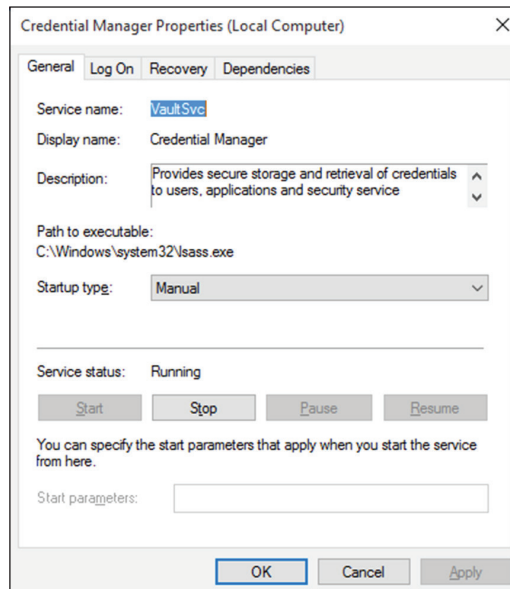 Credential Manager Properties (Local Computer)
General Log On Recovery Dependencies
Service name: VaultSvc
Display name: Credential Manager
Description: Provides secure storage and retrieval of credentials
to users, applications and security service
Path to executable:
C:\Windows\system32\lsass.exe
Startup type: Manual
Service status: Running
Start Stop Pause Resume
You can specify the start parameters that apply when you start the service
from here.
Start parameters:
OK Cancel Apply